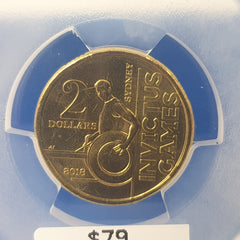 2
DOLLARS
SYDNEY
2018
INVICTUS
GAMES
$79